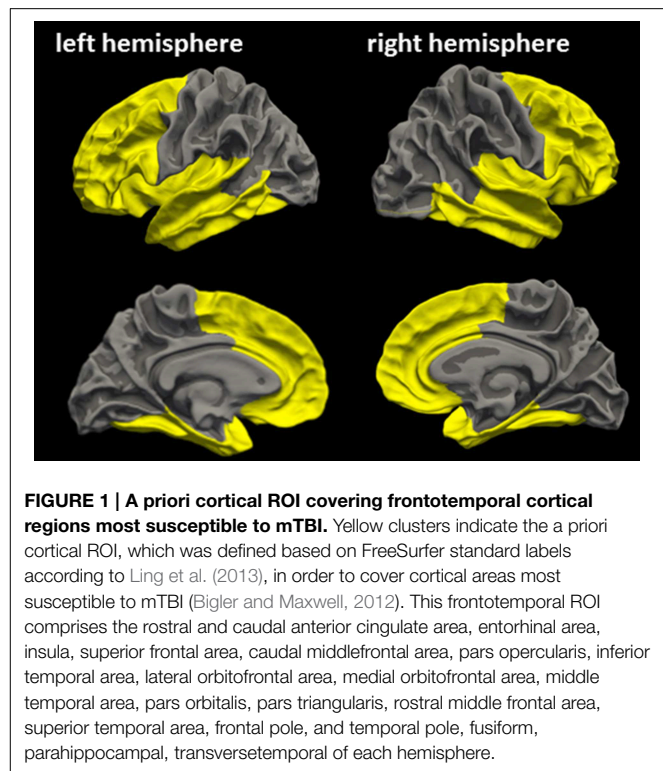 left hemisphere right hemisphere
FIGURE 1 | A priori cortical ROI covering frontotemporal cortical
regions most susceptible to mTBI. Yellow clusters indicate the a priori
cortical ROI, which was defined based on FreeSurfer standard labels
according to Ling et al. (2013), in order to cover cortical areas most
susceptible to mTBI (Bigler and Maxwell, 2012). This frontotemporal ROI
comprises the rostral and caudal anterior cingulate area, entorhinal area,
insula, superior frontal area, caudal middlefrontal area, pars opercularis, inferior
temporal area, lateral orbitofrontal area, medial orbitofrontal area, middle
temporal area, pars orbitalis, pars triangularis, rostral middle frontal area,
superior temporal area, frontal pole, and temporal pole, fusiform,
parahippocampal, transversetemporal of each hemisphere.